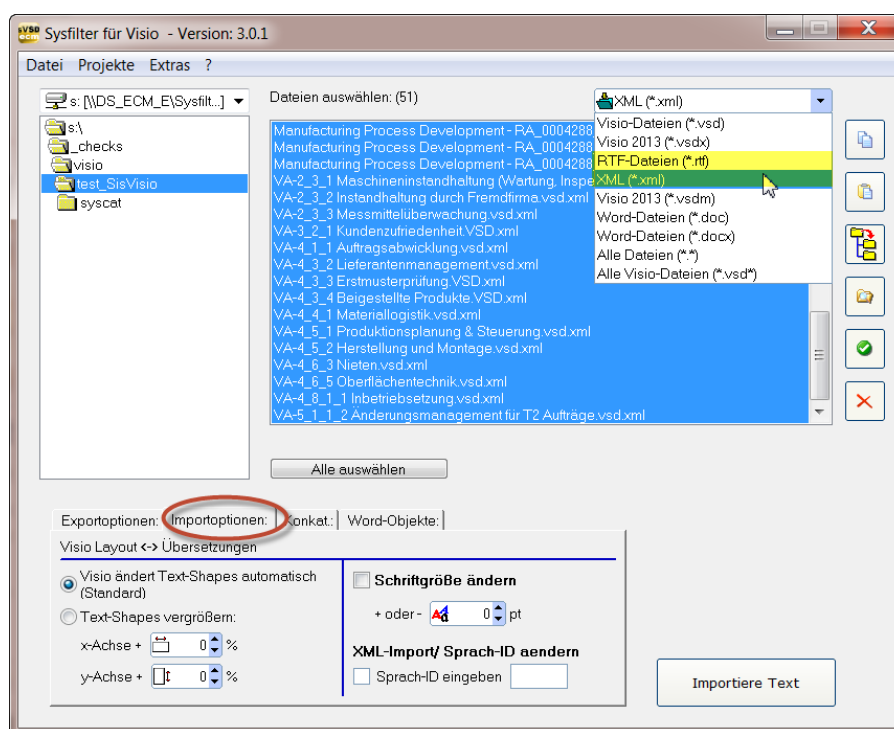 sVSD
ecm
Sysfilter für Visio - Version: 3.0.1
Datei Projekte Extras ?
s: [\\DS_ECM_E\Sysfilt...]
s:\
_checks
visio
test_SisVisio
syscat
Dateien auswählen: (51)
XML (*.xml)
Visio-Dateien (*.vsd)
Visio 2013 (*.vsdx)
RTF-Dateien (*.rtf)
XML (*.xml)
Visio 2013 (*.vsdm)
Word-Dateien (*.doc)
Word-Dateien (*.docx)
Alle Dateien (*.*)
Alle Visio-Dateien (*.vsd*)
Manufacturing Process Development - RA_0004288
Manufacturing Process Development - RA_0004288
Manufacturing Process Development - RA_0004288
VA-2_3_1 Maschineninstandhaltung (Wartung, Inspe
VA-2_3_2 Instandhaltung durch Fremdfirma.vsd.xml
VA-2_3_3 Messmittelüberwachung.vsd.xml
VA-3_2_1 Kundenzufriedenheit.VSD.xml
VA-4_1_1 Auftragsabwicklung.vsd.xml
VA-4_3_2 Lieferantenmanagement.vsd.xml
VA-4_3_3 Erstmusterprüfung.VSD.xml
VA-4_3_4 Beigestellte Produkte.VSD.xml
VA-4_4_1 Materiallogistik.vsd.xml
VA-4_5_1 Produktionsplanung & Steuerung.vsd.xml
VA-4_5_2 Herstellung und Montage.vsd.xml
VA-4_6_3 Nieten.vsd.xml
VA-4_6_5 Oberflächentechnik.vsd.xml
VA-4_8_1_1 Inbetriebsetzung.vsd.xml
VA-5_1_1_2 Änderungsmanagement für T2 Aufträge.vsd.xml
Alle auswählen
Exportoptionen: Importoptionen: Konkat.: Word-Objekte:
Visio Layout <-> Übersetzungen
Visio ändert Text-Shapes automatisch
(Standard)
Text-Shapes vergrößern:
x-Achse + 0 %
y-Achse + 0 %
Schriftgröße ändern
+ oder - 0 pt
XML-Import/ Sprach-ID aendern
Sprach-ID eingeben
Importiere Text